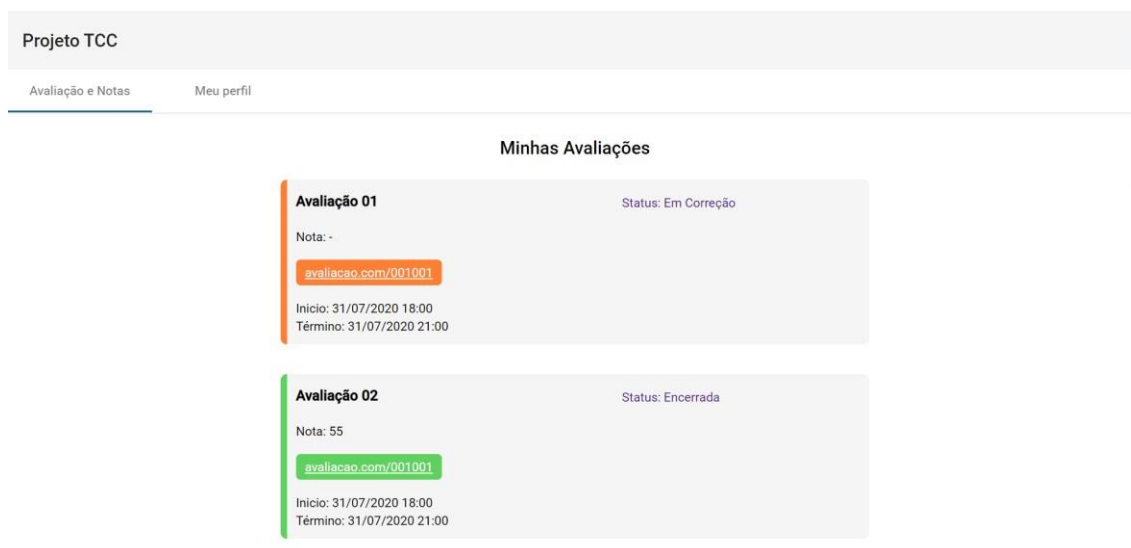 Projeto TCC
Avaliação e Notas
Meu perfil
Minhas Avaliações
Avaliação 01
Status: Em Correção
Nota: -
avaliacao.com/001001
Inicio: 31/07/2020 18:00
Término: 31/07/2020 21:00
Avaliação 02
Status: Encerrada
Nota: 55
avaliacao.com/001001
Inicio: 31/07/2020 18:00
Término: 31/07/2020 21:00